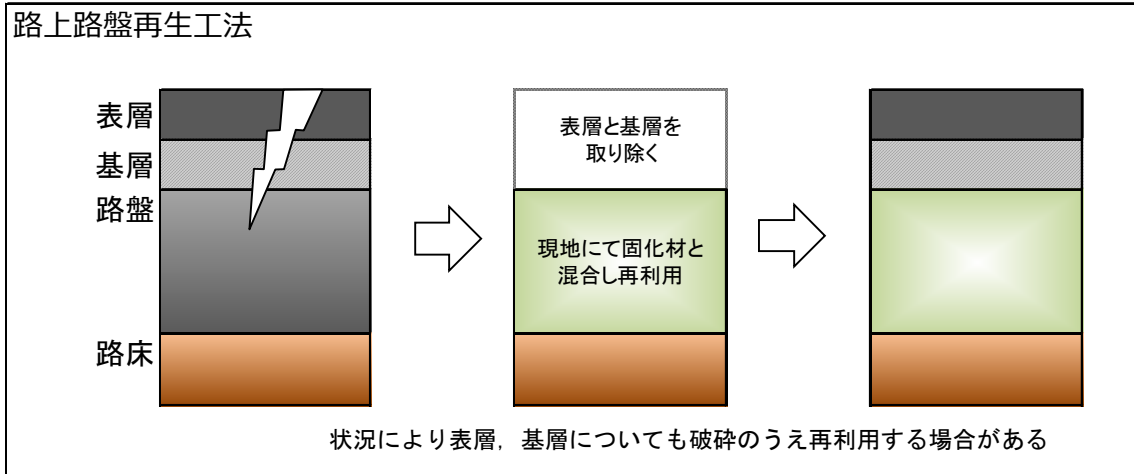 路上路盤再生工法
表層
基層
路盤
路床
表層と基層を
取り除く
現地にて固化材と
混合し再利用
状況により表層，基層についても破砕のうえ再利用する場合がある